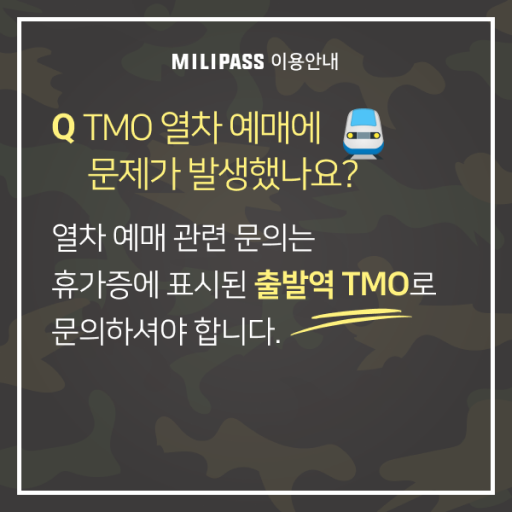 MILIPASS 이용안내
Q TMO 열차 예매에
문제가 발생했나요?
열차 예매 관련 문의는
휴가증에 표시된 출발역 TMO로
문의하셔야 합니다.